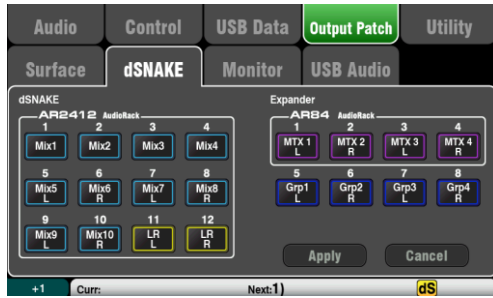 Audio Control USB Data Output Patch Utility
Surface dSNAKE Monitor USB Audio
dSNAKE Expander
AR2412 AudioRack AR84 AudioRack
1 2 3 4 1 2 3 4
Mix1 Mix2 Mix3 Mix4 MTX 1 L MTX 2 R MTX 3 L MTX 4 R
5 6 7 8 5 6 7 8
Mix5 L Mix6 R Mix7 L Mix8 R Grp1 L Grp2 R Grp3 L Grp4 R
9 10 11 12
Mix9 L Mix10 R LR L LR R
Apply Cancel
+1 Curr: Next:1) dS